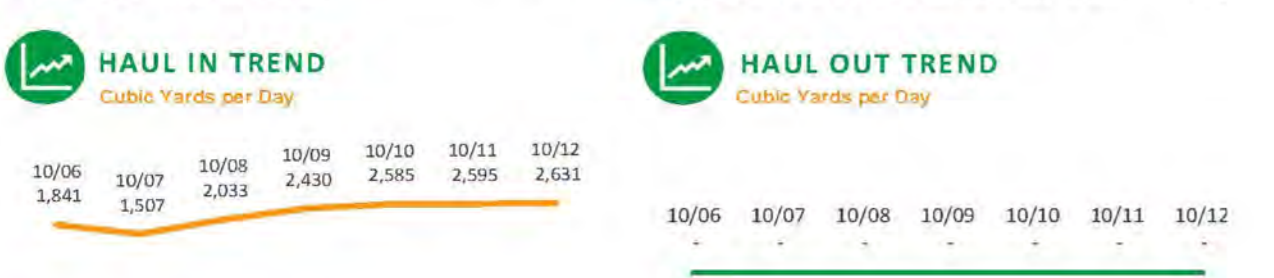 HAUL IN TREND
Cubic Yards per Day
10/06 10/07 10/08 10/09 10/10 10/11 10/12
1,841 1,507 2,033 2,430 2,585 2,595 2,631
HAUL OUT TREND
Cubic Yards per Day
10/06 10/07 10/08 10/09 10/10 10/11 10/12
- - - - - - -